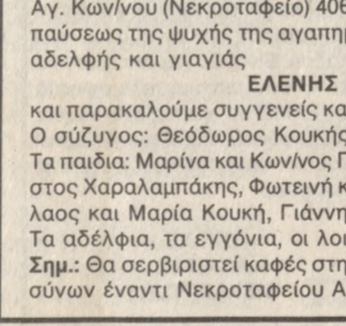 Αγ. Κων/νου (Νεκροταφείο) 406
παύσεως της ψυχής της αγαπη
αδελφής και γιαγιάς
ΕΛΕΝΗΣ
και παρακαλούμε συγγενείς κα
Ο σύζυγος: Θεόδωρος Κουκής
Τα παιδια: Μαρίνα και Κων/νος Γ
στος Χαραλαμπάκης, Φωτεινή κ
λαος και Μαρία Κουκή, Γιάννη
Τα αδέλφια, τα εγγόνια, οι λοι
Σημ.: Θα σερβιριστεί καφές στη
σύνων έναντι Νεκροταφείου Α